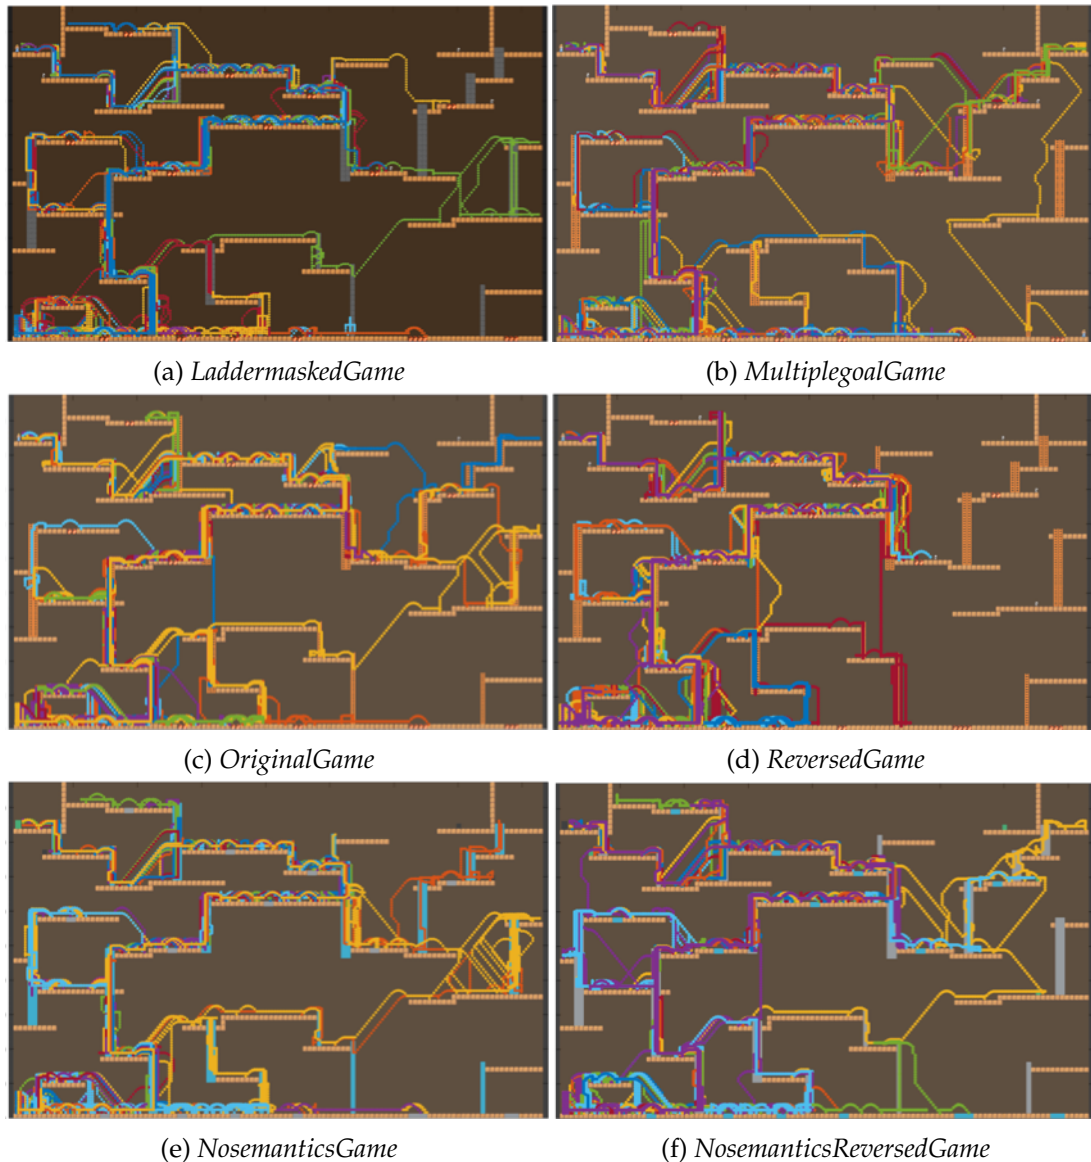 (a) LaddermaskedGame
(b) MultiplegoalGame
(c) OriginalGame
(d) ReversedGame
(e) NosemanticsGame
(f) NosemanticsReversedGame